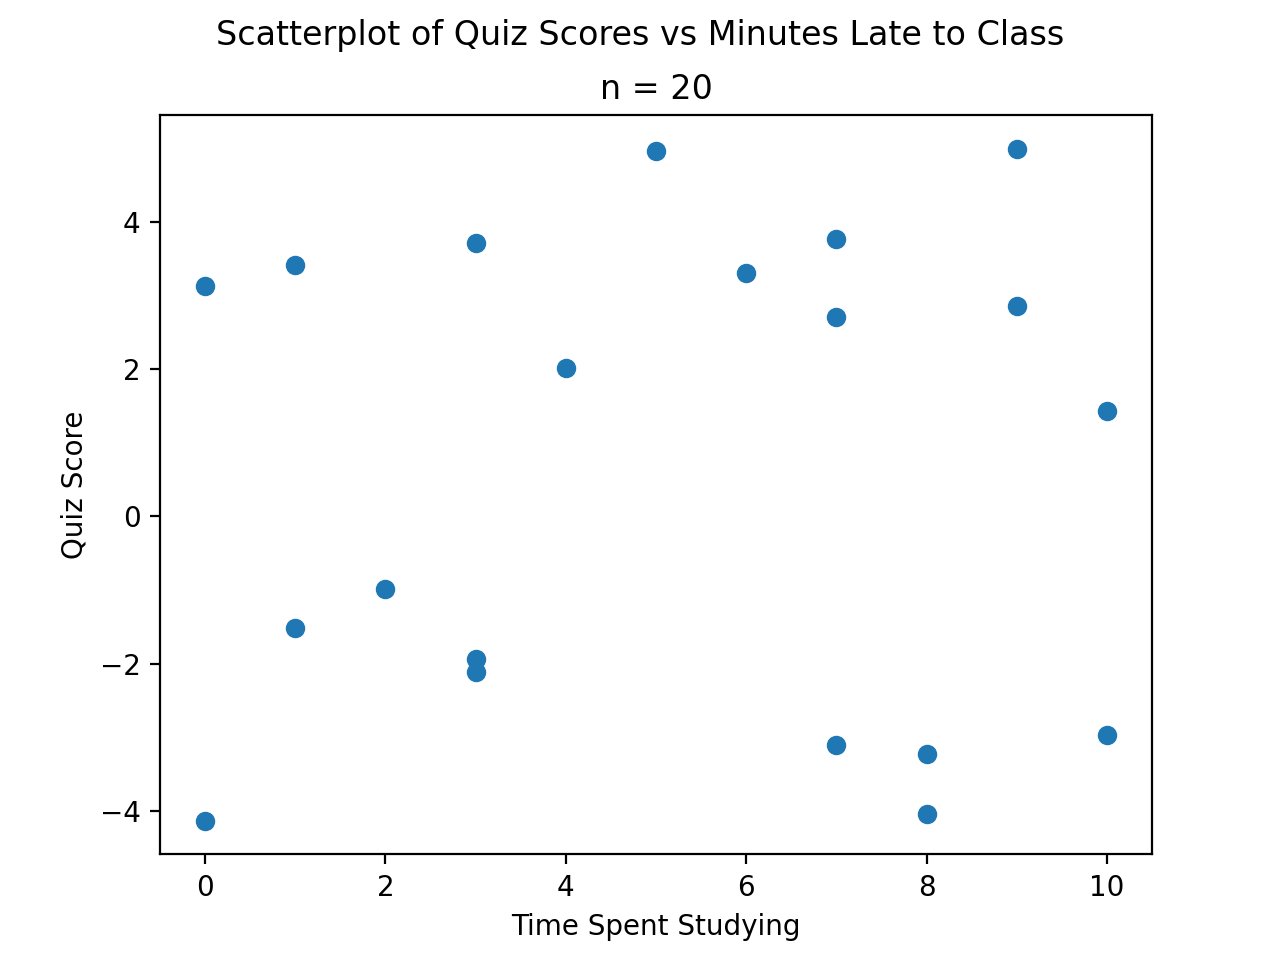 Scatterplot of Quiz Scores vs Minutes Late to Class
n = 20
4
2
0
−2
−4
Quiz Score
0 2 4 6 8 10
Time Spent Studying